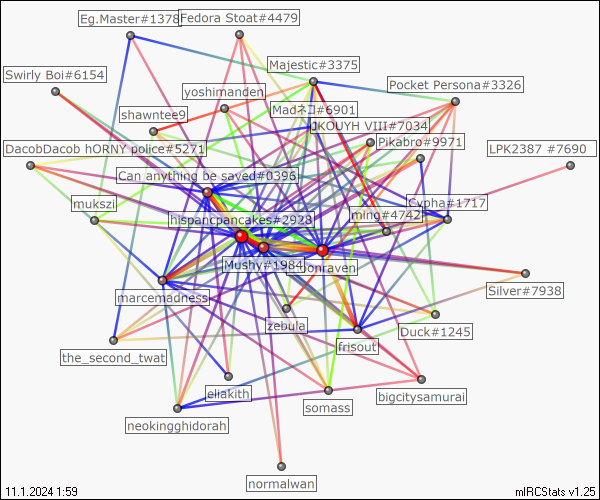 Eg.Master#1378
Fedora Stoat#4479
Majestic#3375
Swirly Boi#6154
Pocket Persona#3326
yoshimonden
Madネコ#6901
shawntee9
JKOUYH VIII#7034
Pikabro#9971
DacobDacob hORNY police#5271
LPK2387 #7690
Can anything be saved#0396
mukszi
Cypha#1717
ming#4742
hispanicpancakes#2928
Mushy#1984
marcemadness
Silver#7938
zebula
Duck#1245
frisout
the_second_twat
eliakith
bigcitysamurai
somass
neokingghidorah
normalwan
11.1.2024 1:59
mIRCStats v1.25